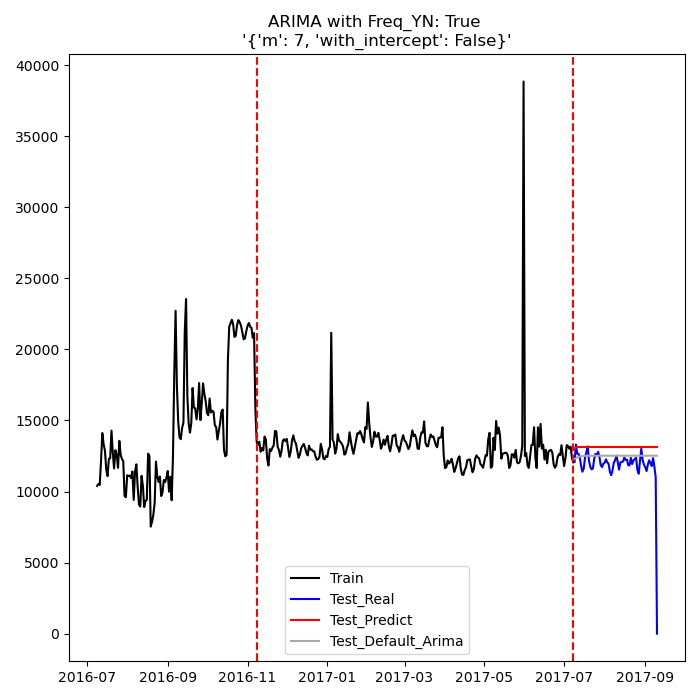 ARIMA with Freq_YN: True
'{'m': 7, 'with_intercept': False}'
40000
35000
30000
25000
20000
15000
10000
5000
0
Train
Test_Real
Test_Predict
Test_Default_Arima
2016-07 2016-09 2016-11 2017-01 2017-03 2017-05 2017-07 2017-09